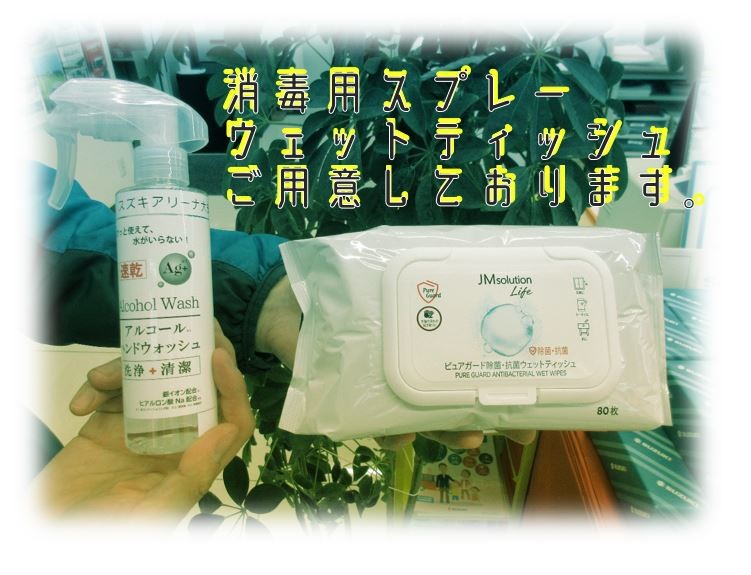 消毒用スプレー
ウェットティッシュ
ご用意しております。
スズキアリーナ大
っと使えて、
水がいらない!
速乾
Ag+
Alcohol Wash
アルコール
ハンドウォッシュ
洗浄+清潔
銀イオン配合
ヒアルロン酸Na配合
JMsolution
Life
Pure
Guard
除菌・抗菌
ピュアガード除菌・抗菌ウェットティッシュ
PURE GUARD ANTIBACTERIAL WET WIPES
80枚
SUZUKI